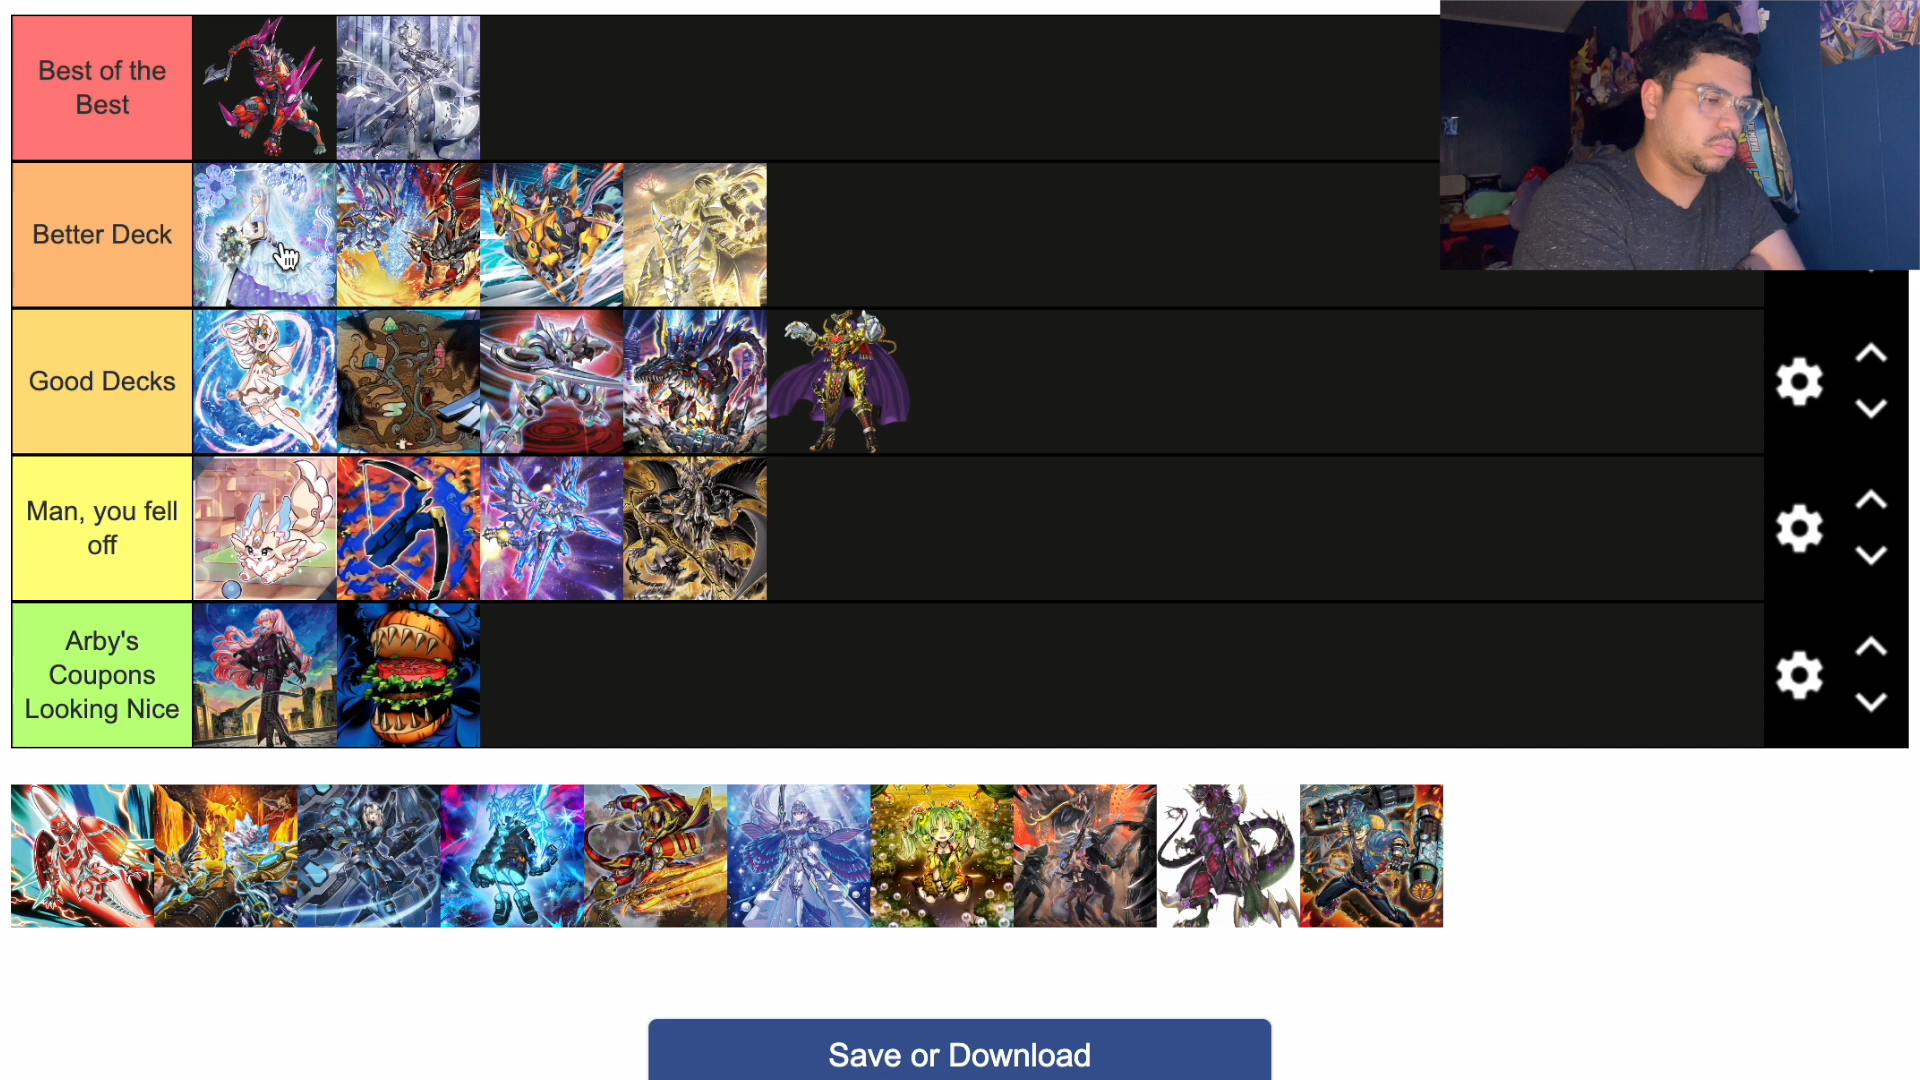 Best of the
Best
Better Deck
Good Decks
Man, you fell
off
Arby's
Coupons
Looking Nice
Save or Download